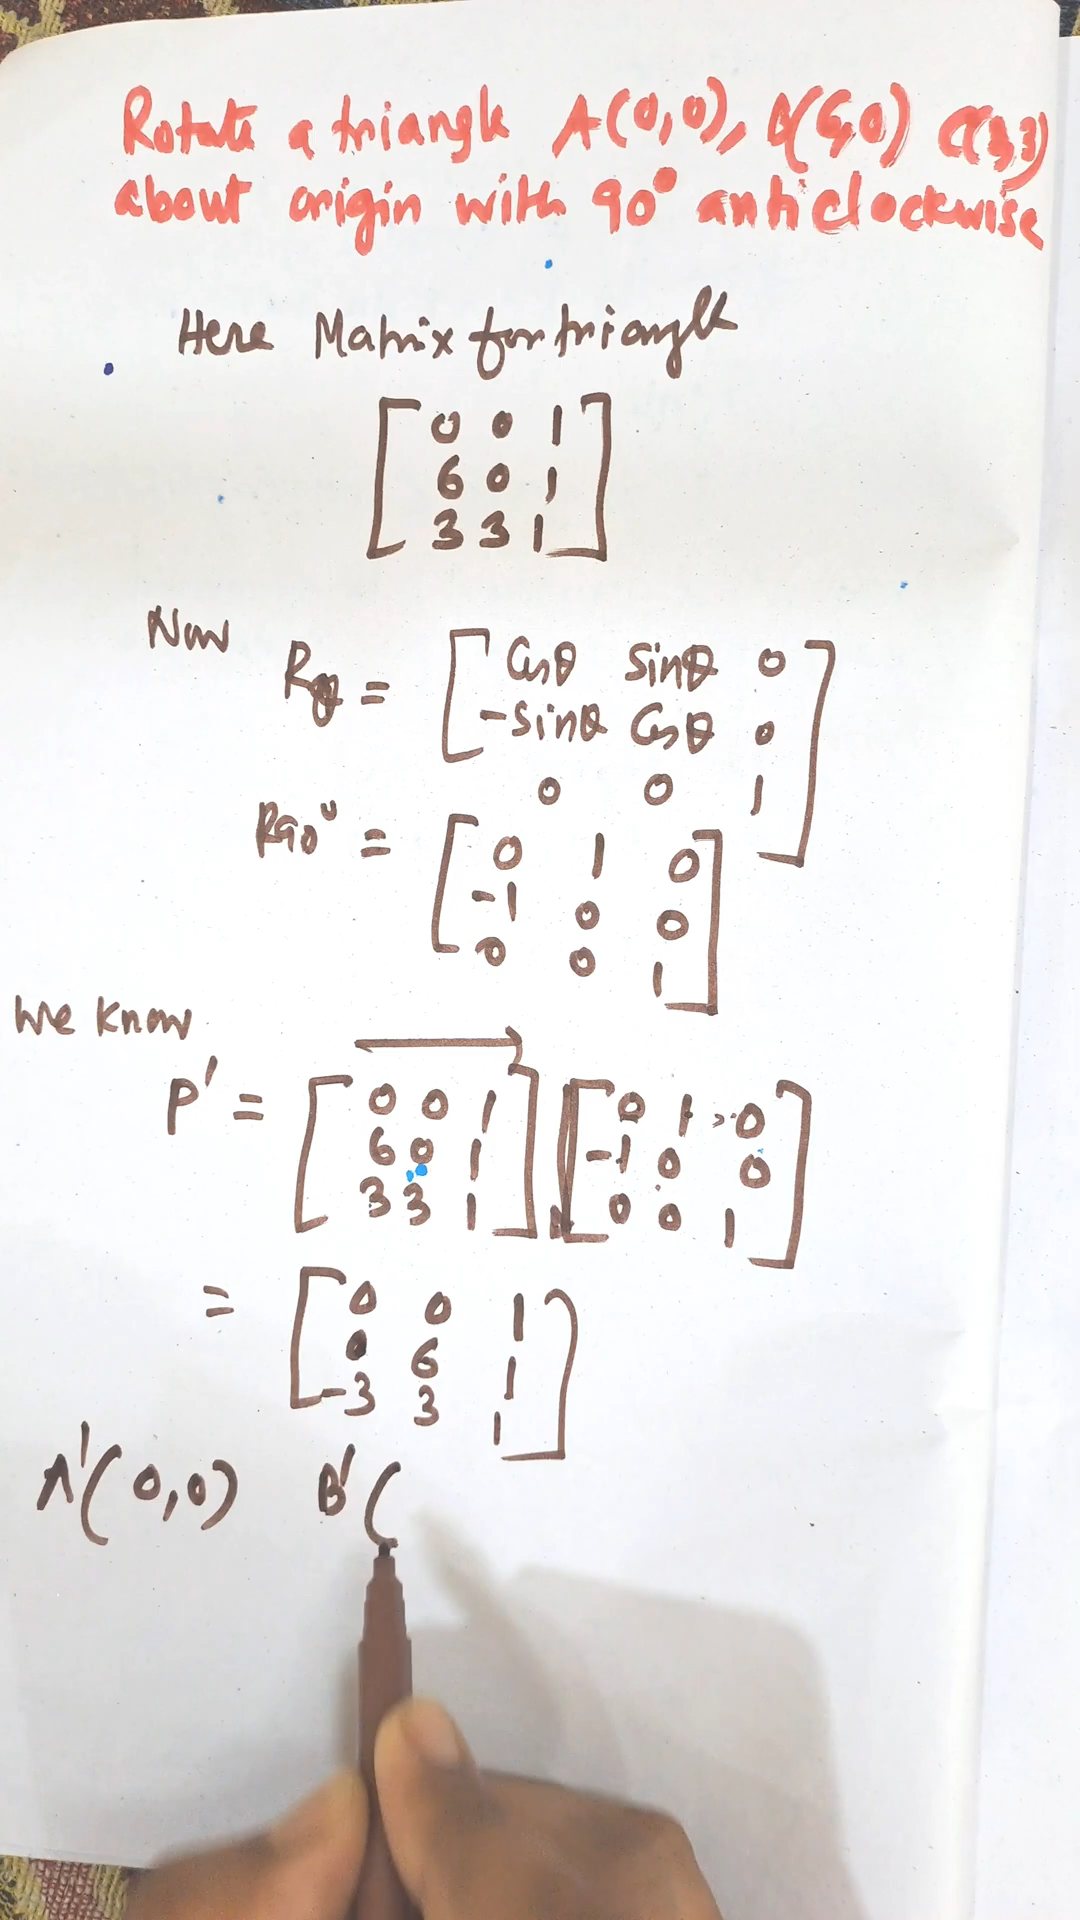 Rotate a triangle A(0,0), B(6,0) C(3,3)
about origin with 90° anticlockwise
Here Matrix for triangle
[ 0 0 1 ]
6 0 1
3 3 1
Now Rθ = [ Cosθ Sinθ 0 ]
-Sinθ Cosθ 0
0 0 1
R90° = [ 0 1 0 ]
-1 0 0
0 0 1
We know
P' = [ 0 0 1 ] . [ 0 1 0 ]
6 0 1 -1 0 0
3 3 1 0 0 1
= [ 0 0 1 ]
0 6 1
-3 3 1
A'(0,0) B'(